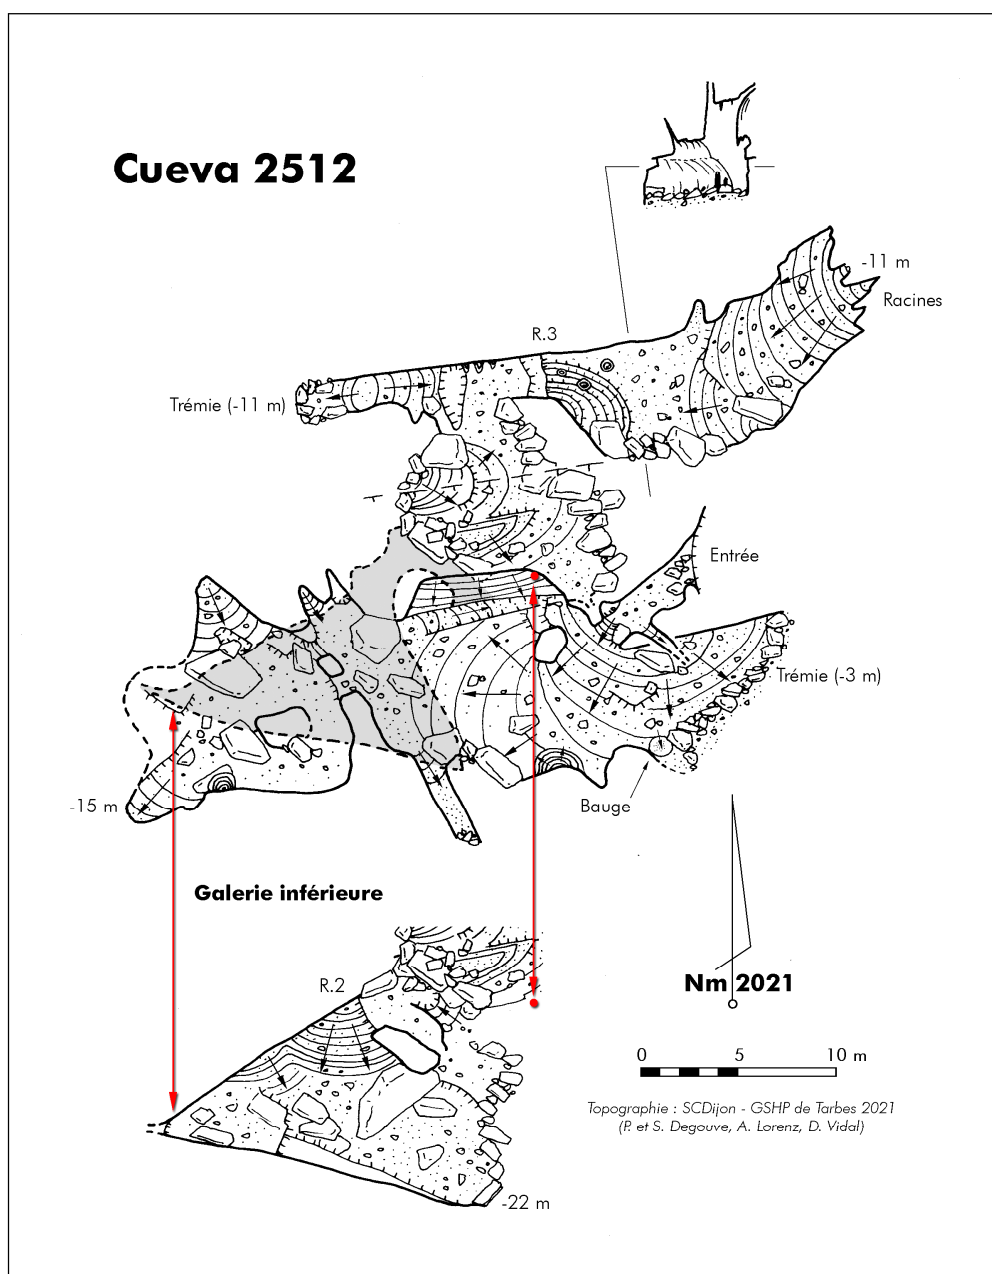 Cueva 2512
-11 m
Racines
R.3
Trémie (-11 m)
Entrée
Trémie (-3 m)
-15 m
Bauge
Galerie inférieure
R.2
Nm 2021
0 5 10 m
Topographie : SCDijon - GSHP de Tarbes 2021
(P. et S. Degouve, A. Lorenz, D. Vidal)
-22 m